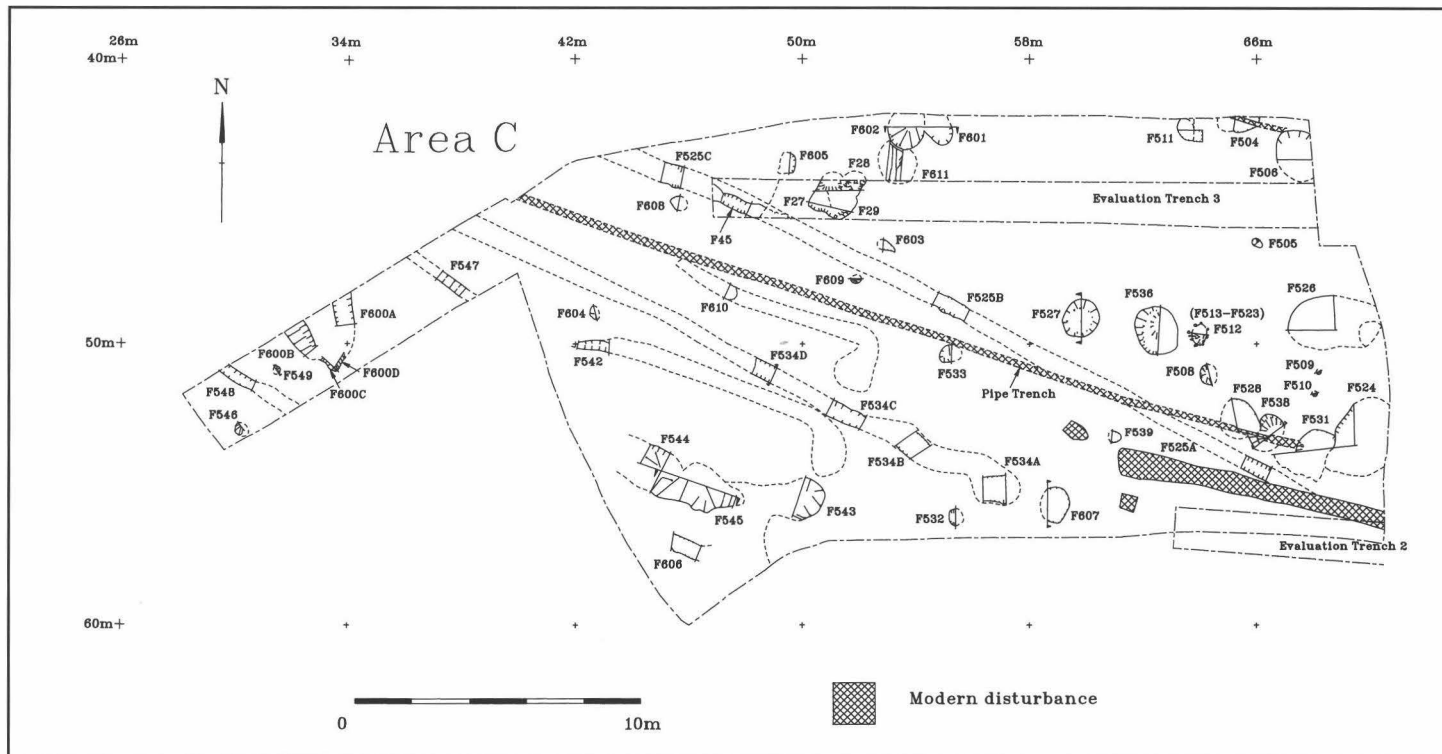 26m 34m 42m 50m 58m 66m
40m+
N
Area C
F602
F601
F511
F504
F506
F525C
F605
F28
F611
F608
F27
F29
Evaluation Trench 3
F45
F603
F505
F547
F609
F610
F525B
F527
F536
(F513-F523)
F512
F526
F600A
F604
50m+
F600B
F549
F600D
F600C
F542
F534D
F533
Pipe Trench
F508
F509
F510
F528
F538
F524
F531
F548
F546
F534C
F539
F544
F534B
F534A
F525A
F545
F543
F532
F607
F606
Evaluation Trench 2
60m+
0 10m
Modern disturbance